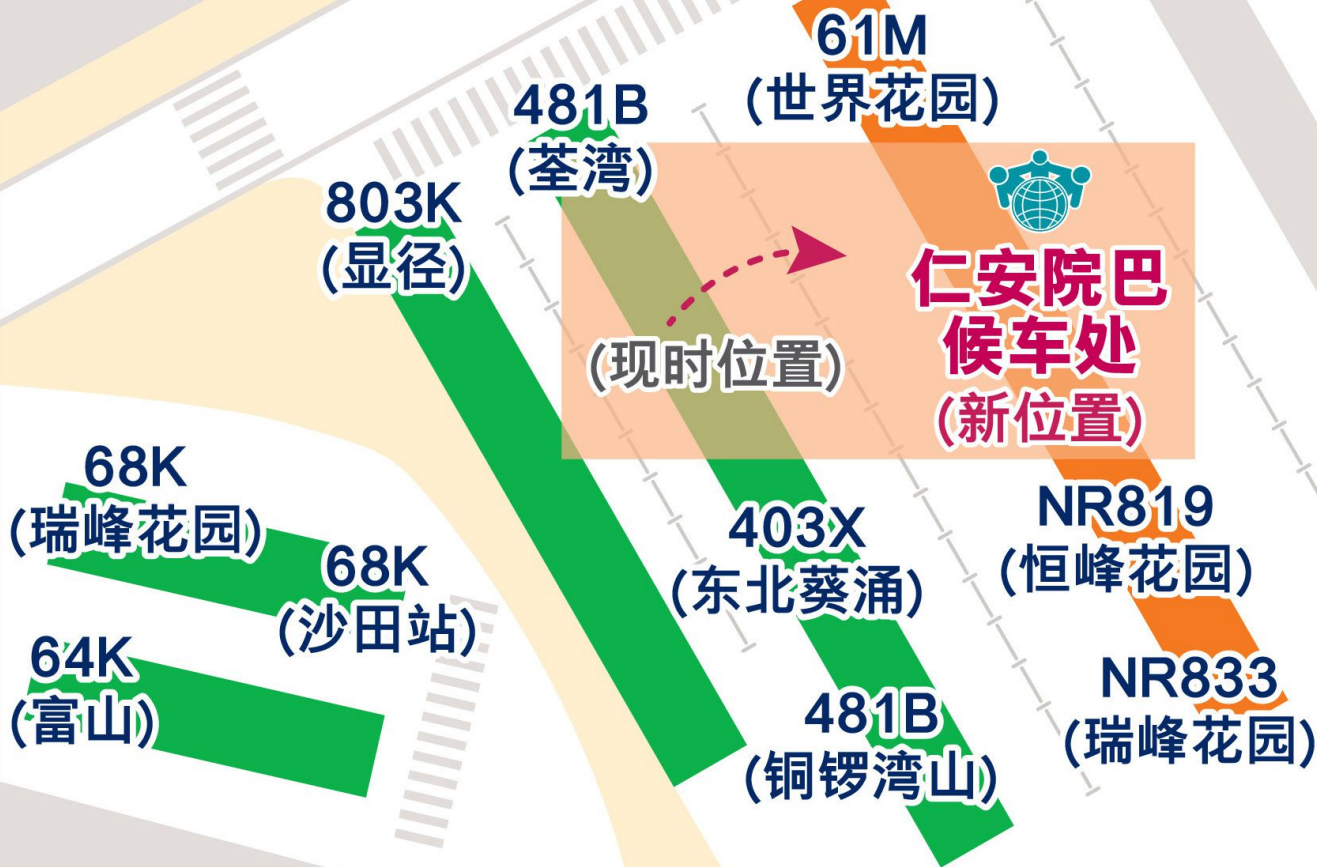 61M
(世界花园)
481B
(荃湾)
803K
(显径)
仁安院巴
候车处
(新位置)
(现时位置)
68K
(瑞峰花园)
68K
(沙田站)
64K
(富山)
403X
(东北葵涌)
481B
(铜锣湾山)
NR819
(恒峰花园)
NR833
(瑞峰花园)